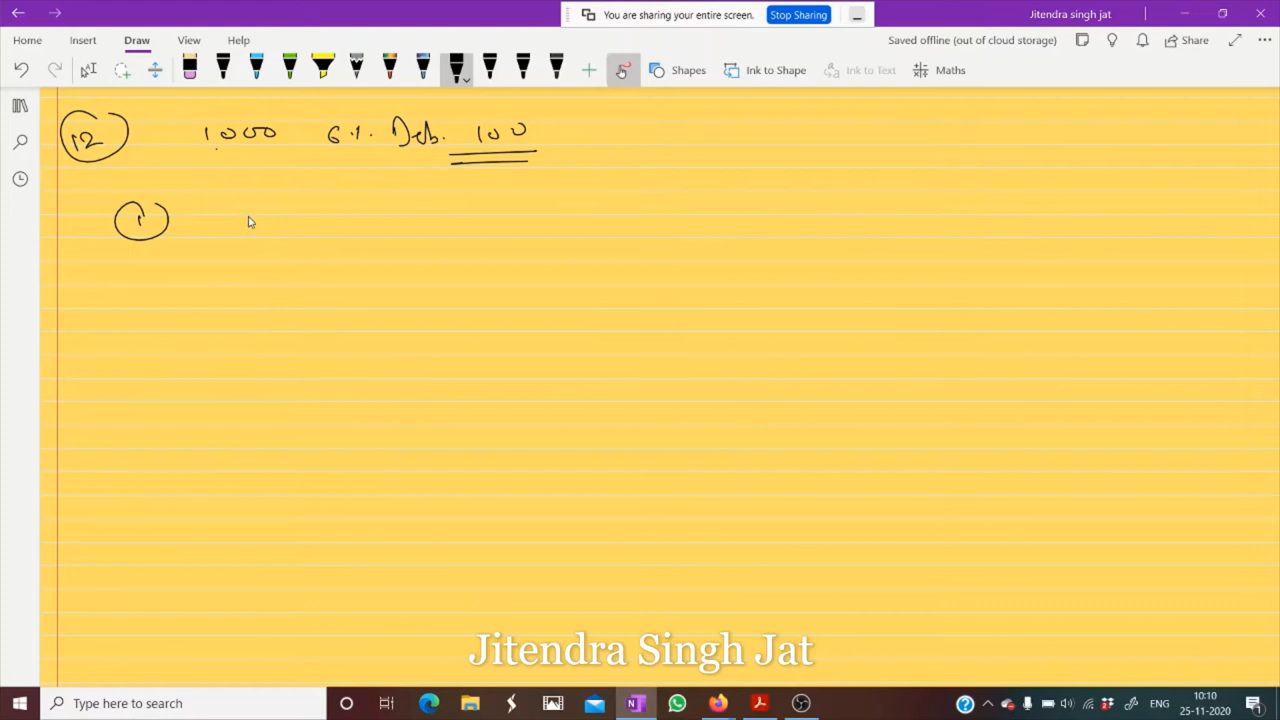 You are sharing your entire screen. Stop Sharing
Jitendra singh jat
Home Insert Draw View Help
Saved offline (out of cloud storage) Share
Shapes Ink to Shape Ink to Text Maths
12 1000 6%. Deb. 100
1
Jitendra Singh Jat
Type here to search
ENG
10:10
25-11-2020